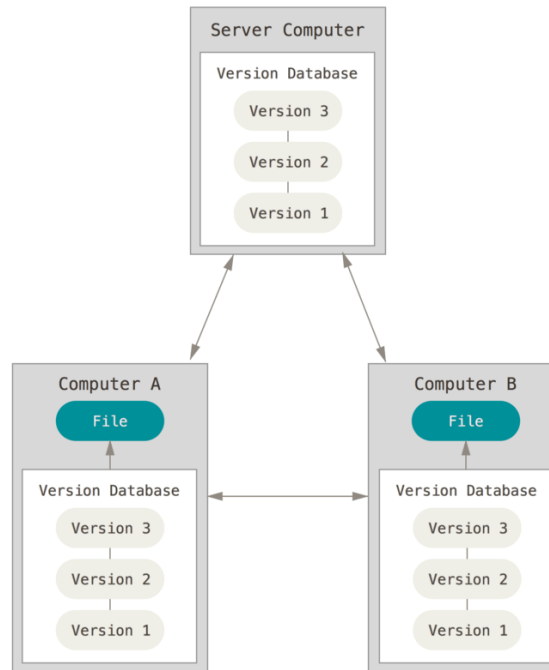 Server Computer
Version Database
Version 3
Version 2
Version 1
Computer A
File
Version Database
Version 3
Version 2
Version 1
Computer B
File
Version Database
Version 3
Version 2
Version 1